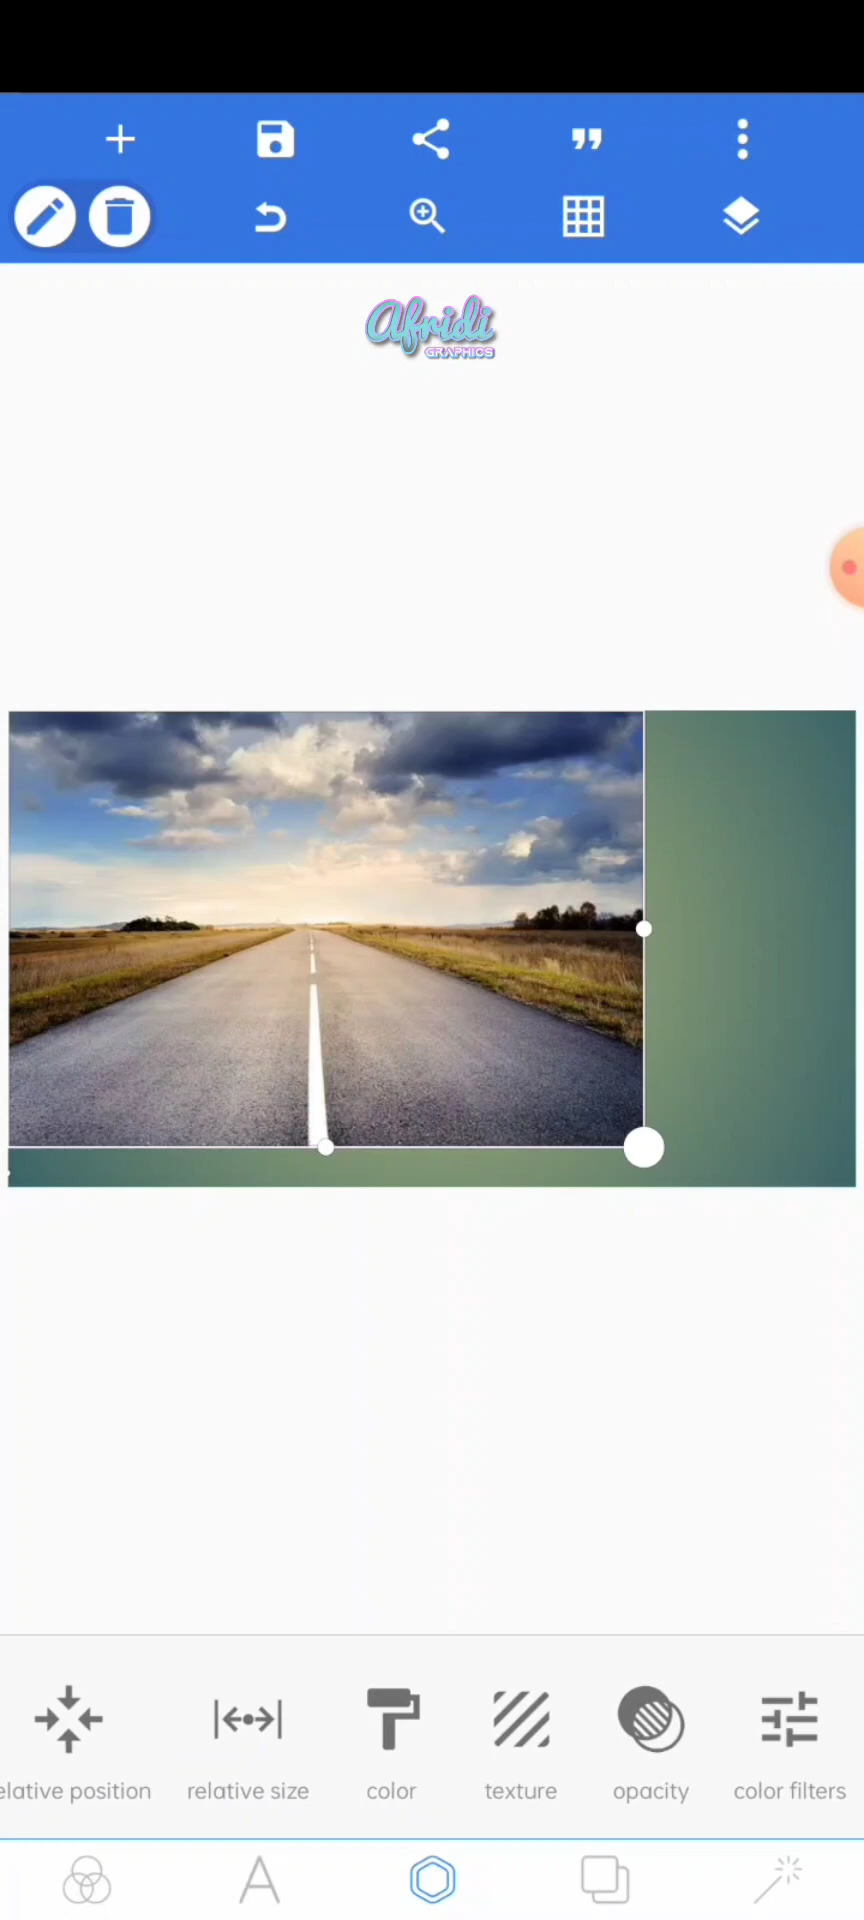 Afridi
GRAPHICS
elative position
relative size
color
texture
opacity
color filters